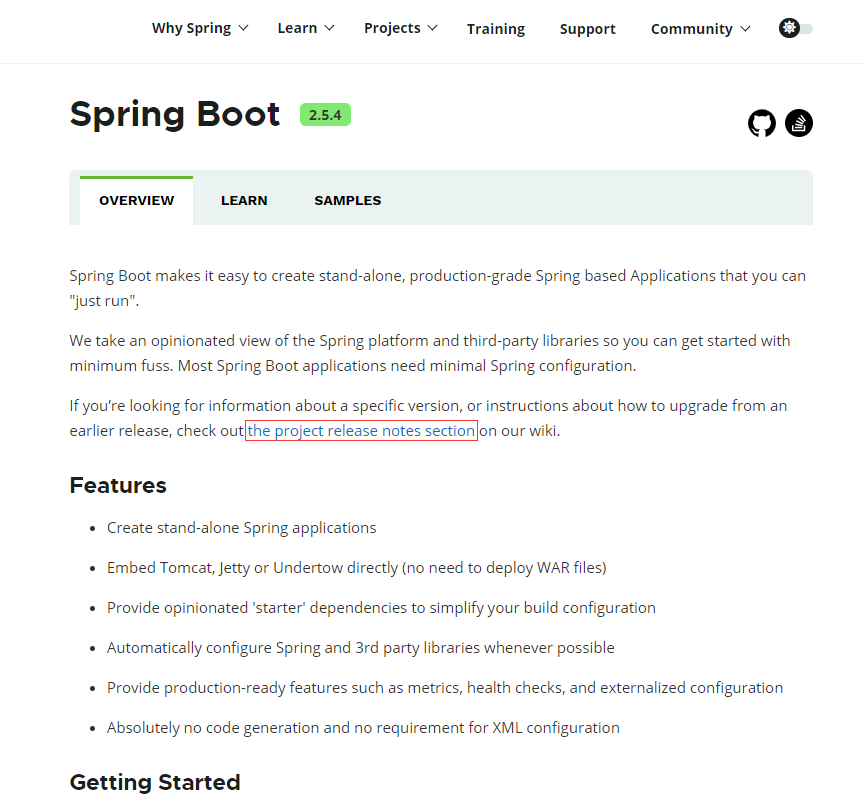 Why Spring Learn Projects Training Support Community
Spring Boot 2.5.4
OVERVIEW LEARN SAMPLES
Spring Boot makes it easy to create stand-alone, production-grade Spring based Applications that you can
"just run".
We take an opinionated view of the Spring platform and third-party libraries so you can get started with
minimum fuss. Most Spring Boot applications need minimal Spring configuration.
If you’re looking for information about a specific version, or instructions about how to upgrade from an
earlier release, check out the project release notes section on our wiki.
Features
• Create stand-alone Spring applications
• Embed Tomcat, Jetty or Undertow directly (no need to deploy WAR files)
• Provide opinionated 'starter' dependencies to simplify your build configuration
• Automatically configure Spring and 3rd party libraries whenever possible
• Provide production-ready features such as metrics, health checks, and externalized configuration
• Absolutely no code generation and no requirement for XML configuration
Getting Started